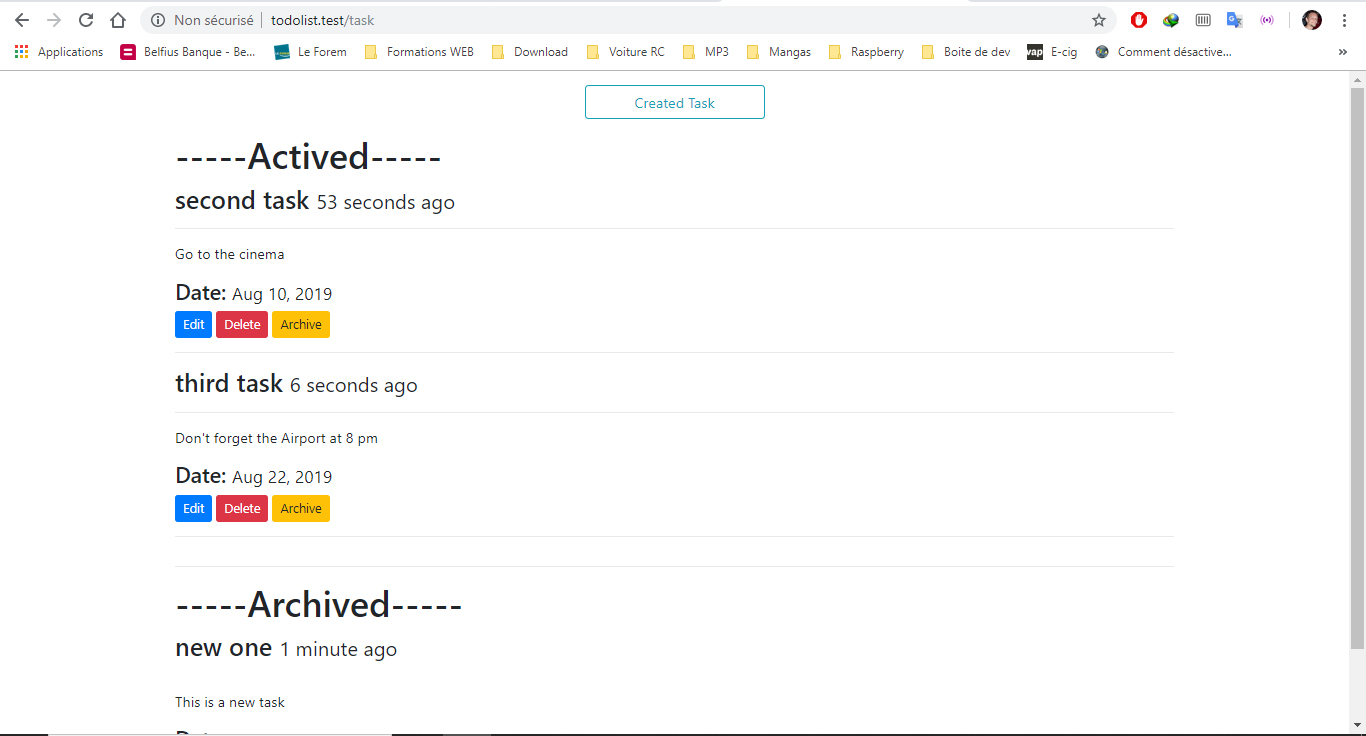 Non sécurisé todolist.test/task
Applications Belfius Banque - Be... Le Forem Formations WEB Download Voiture RC MP3 Mangas Raspberry Boite de dev vap E-cig Comment désactive... »
Created Task
-----Actived-----
second task 53 seconds ago
Go to the cinema
Date: Aug 10, 2019
Edit Delete Archive
third task 6 seconds ago
Don't forget the Airport at 8 pm
Date: Aug 22, 2019
Edit Delete Archive
-----Archived-----
new one 1 minute ago
This is a new task